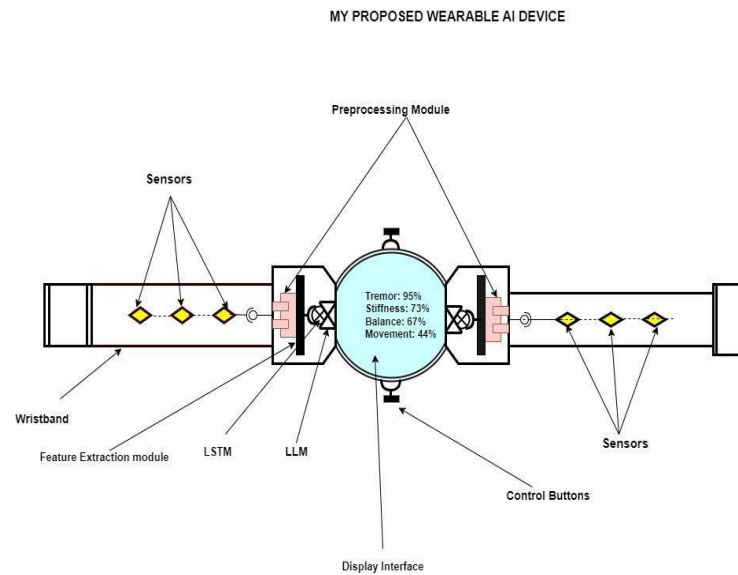 MY PROPOSED WEARABLE AI DEVICE
Preprocessing Module
Sensors
Tremor: 95%
Stiffness: 73%
Balance: 67%
Movement: 44%
Wristband
Feature Extraction module
LSTM
LLM
Sensors
Control Buttons
Display Interface